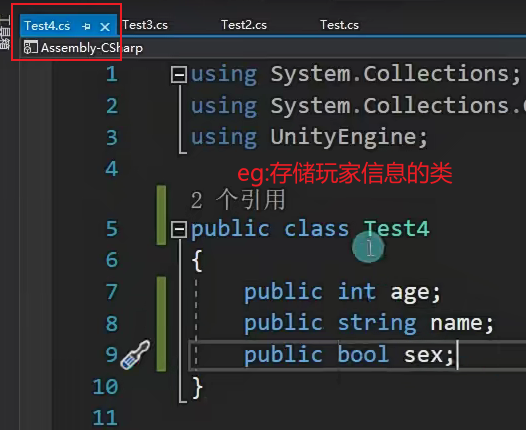 Test4.cs Test3.cs Test2.cs Test.cs
Assembly-CSharp
1 using System.Collections;
2 using System.Collections.
3 using UnityEngine;
4
eg:存储玩家信息的类
2 个引用
5 public class Test4
6 {
7 public int age;
8 public string name;
9 public bool sex;
10 }
11